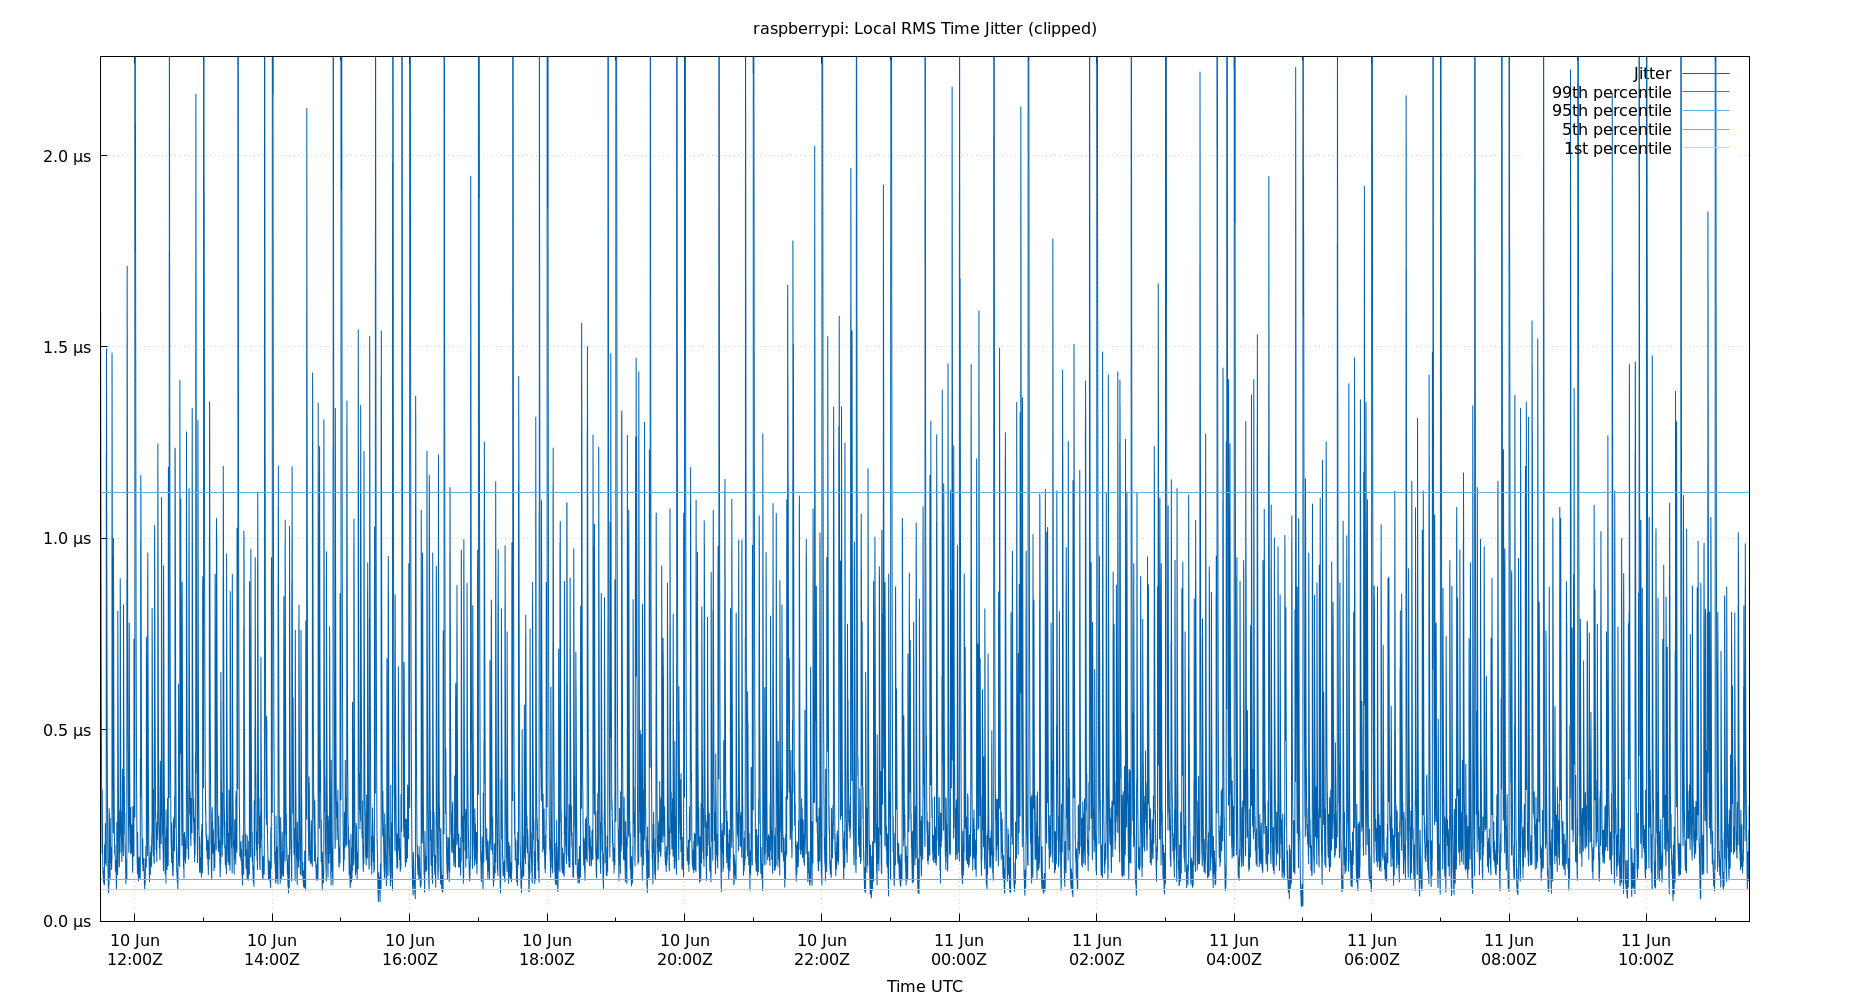 raspberrypi: Local RMS Time Jitter (clipped)
Jitter
99th percentile
95th percentile
5th percentile
1st percentile
2.0 µs
1.5 µs
1.0 µs
0.5 µs
0.0 µs
10 Jun 10 Jun 10 Jun 10 Jun 10 Jun 10 Jun 11 Jun 11 Jun 11 Jun 11 Jun 11 Jun 11 Jun
12:00Z 14:00Z 16:00Z 18:00Z 20:00Z 22:00Z 00:00Z 02:00Z 04:00Z 06:00Z 08:00Z 10:00Z
Time UTC